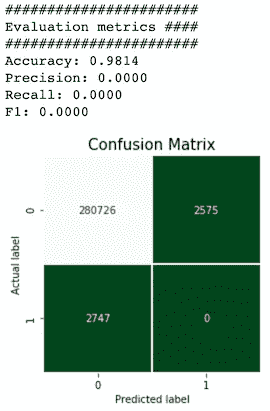 #######################
Evaluation metrics ####
#######################
Accuracy: 0.9814
Precision: 0.0000
Recall: 0.0000
F1: 0.0000
Confusion Matrix
Actual label
0
280726
2575
1
2747
0
0
1
Predicted label